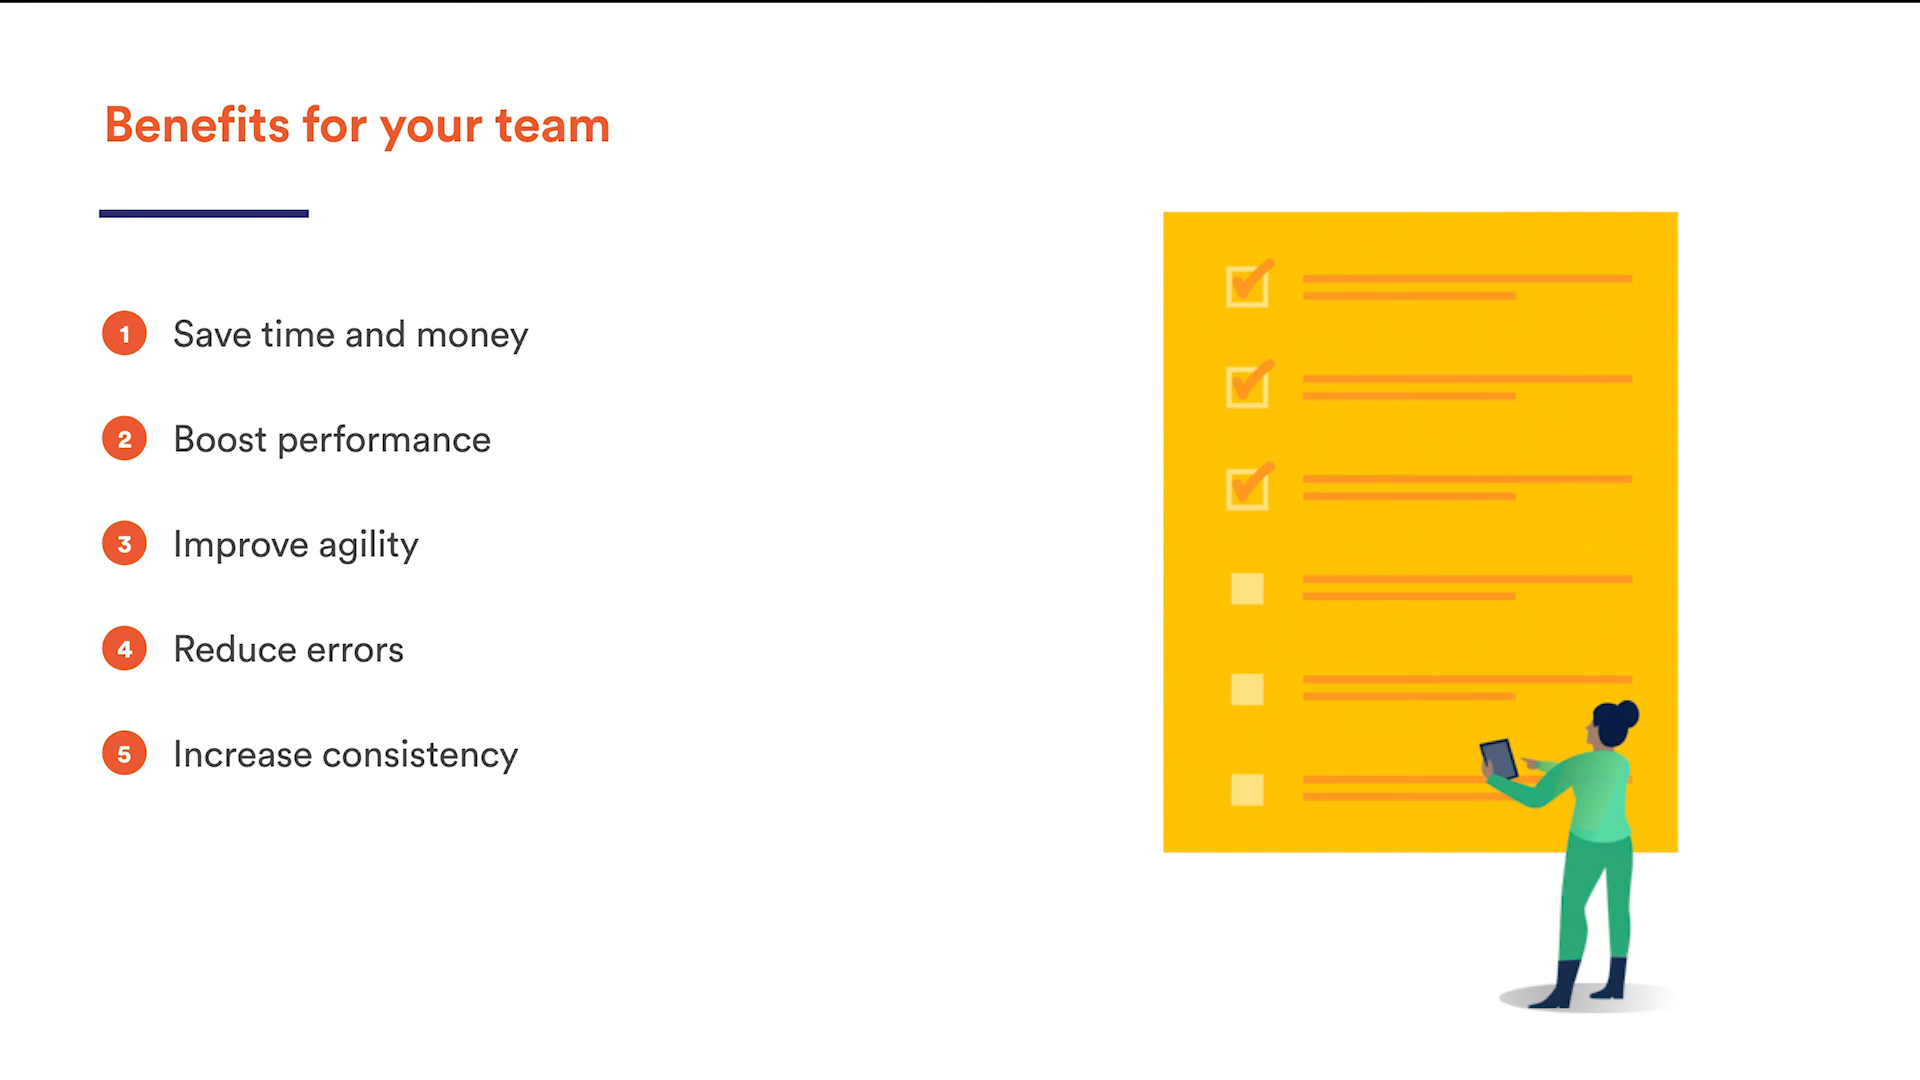 Benefits for your team
1 Save time and money
2 Boost performance
3 Improve agility
4 Reduce errors
5 Increase consistency